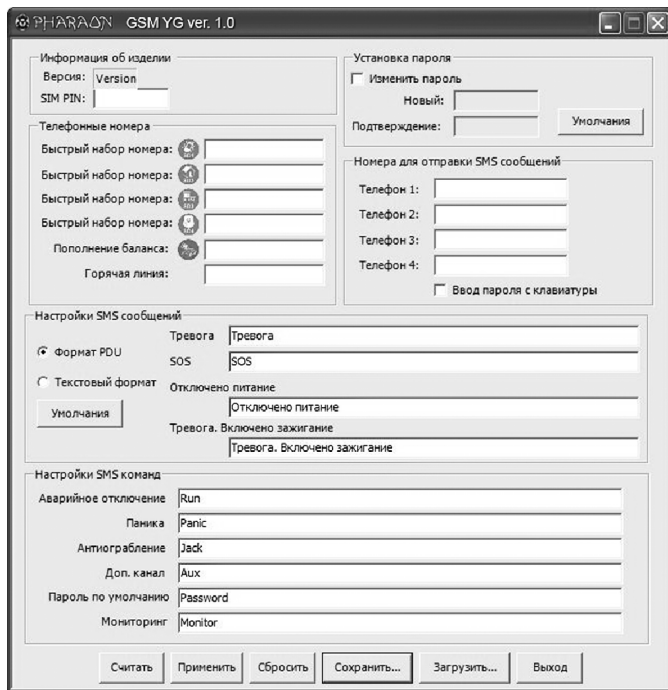 PHARAON GSM YG ver. 1.0
Информация об изделии
Версия: Version
SIM PIN:
Установка пароля
Изменить пароль
Новый:
Подтверждение:
Умолчания
Телефонные номера
Быстрый набор номера:
Быстрый набор номера:
Быстрый набор номера:
Быстрый набор номера:
Пополнение баланса:
Горячая линия:
Номера для отправки SMS сообщений
Телефон 1:
Телефон 2:
Телефон 3:
Телефон 4:
Ввод пароля с клавиатуры
Настройки SMS сообщений
Формат PDU
Текстовый формат
Умолчания
Тревога Тревога
SOS SOS
Отключено питание
Отключено питание
Тревога. Включено зажигание
Тревога. Включено зажигание
Настройки SMS команд
Аварийное отключение Run
Паника Panic
Антиограбление Jack
Доп. канал Aux
Пароль по умолчанию Password
Мониторинг Monitor
Считать Применить Сбросить Сохранить... Загрузить... Выход